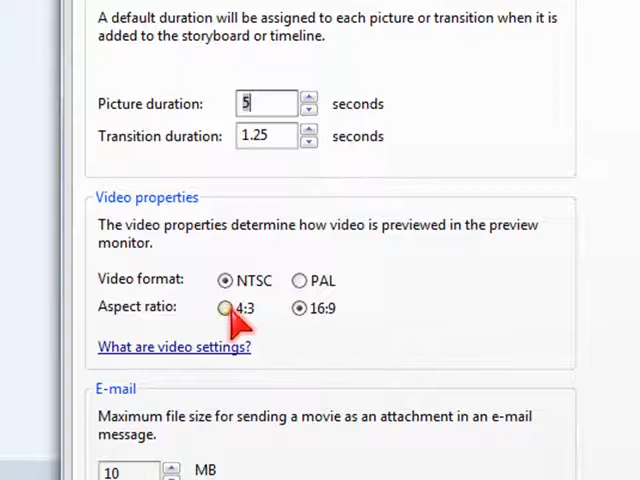 A default duration will be assigned to each picture or transition when it is
added to the storyboard or timeline.
Picture duration: 5 seconds
Transition duration: 1.25 seconds
Video properties
The video properties determine how video is previewed in the preview
monitor.
Video format: NTSC PAL
Aspect ratio: 4:3 16:9
What are video settings?
E-mail
Maximum file size for sending a movie as an attachment in an e-mail
message.
10 MB